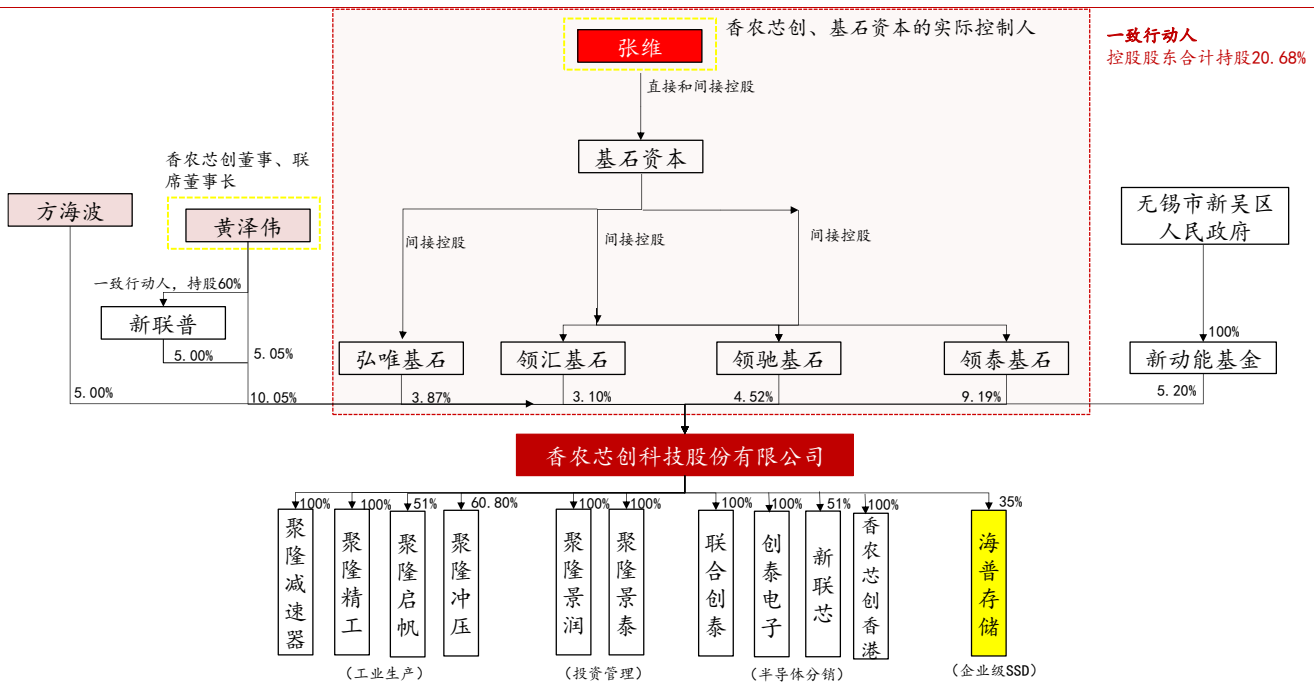 香农芯创、基石资本的实际控制人
一致行动人
控股股东合计持股20.68%
张维
直接和间接控股
基石资本
香农芯创董事、联
席董事长
方海波
黄泽伟
无锡市新吴区
人民政府
间接控股
间接控股
间接控股
一致行动人，持股60%
新联普
100%
5.00%
5.05%
弘唯基石
领汇基石
领驰基石
领泰基石
新动能基金
5.00%
10.05%
3.87%
3.10%
4.52%
9.19%
5.20%
香农芯创科技股份有限公司
100%
100%
51%
60.80%
100%
100%
100%
100%
51%
100%
35%
聚隆减速器
聚隆精工
聚隆启帆
聚隆冲压
聚隆景润
聚隆景泰
联合创泰
创泰电子
新联芯
香农芯创香港
海普存储
（工业生产）
（投资管理）
（半导体分销）
（企业级SSD）